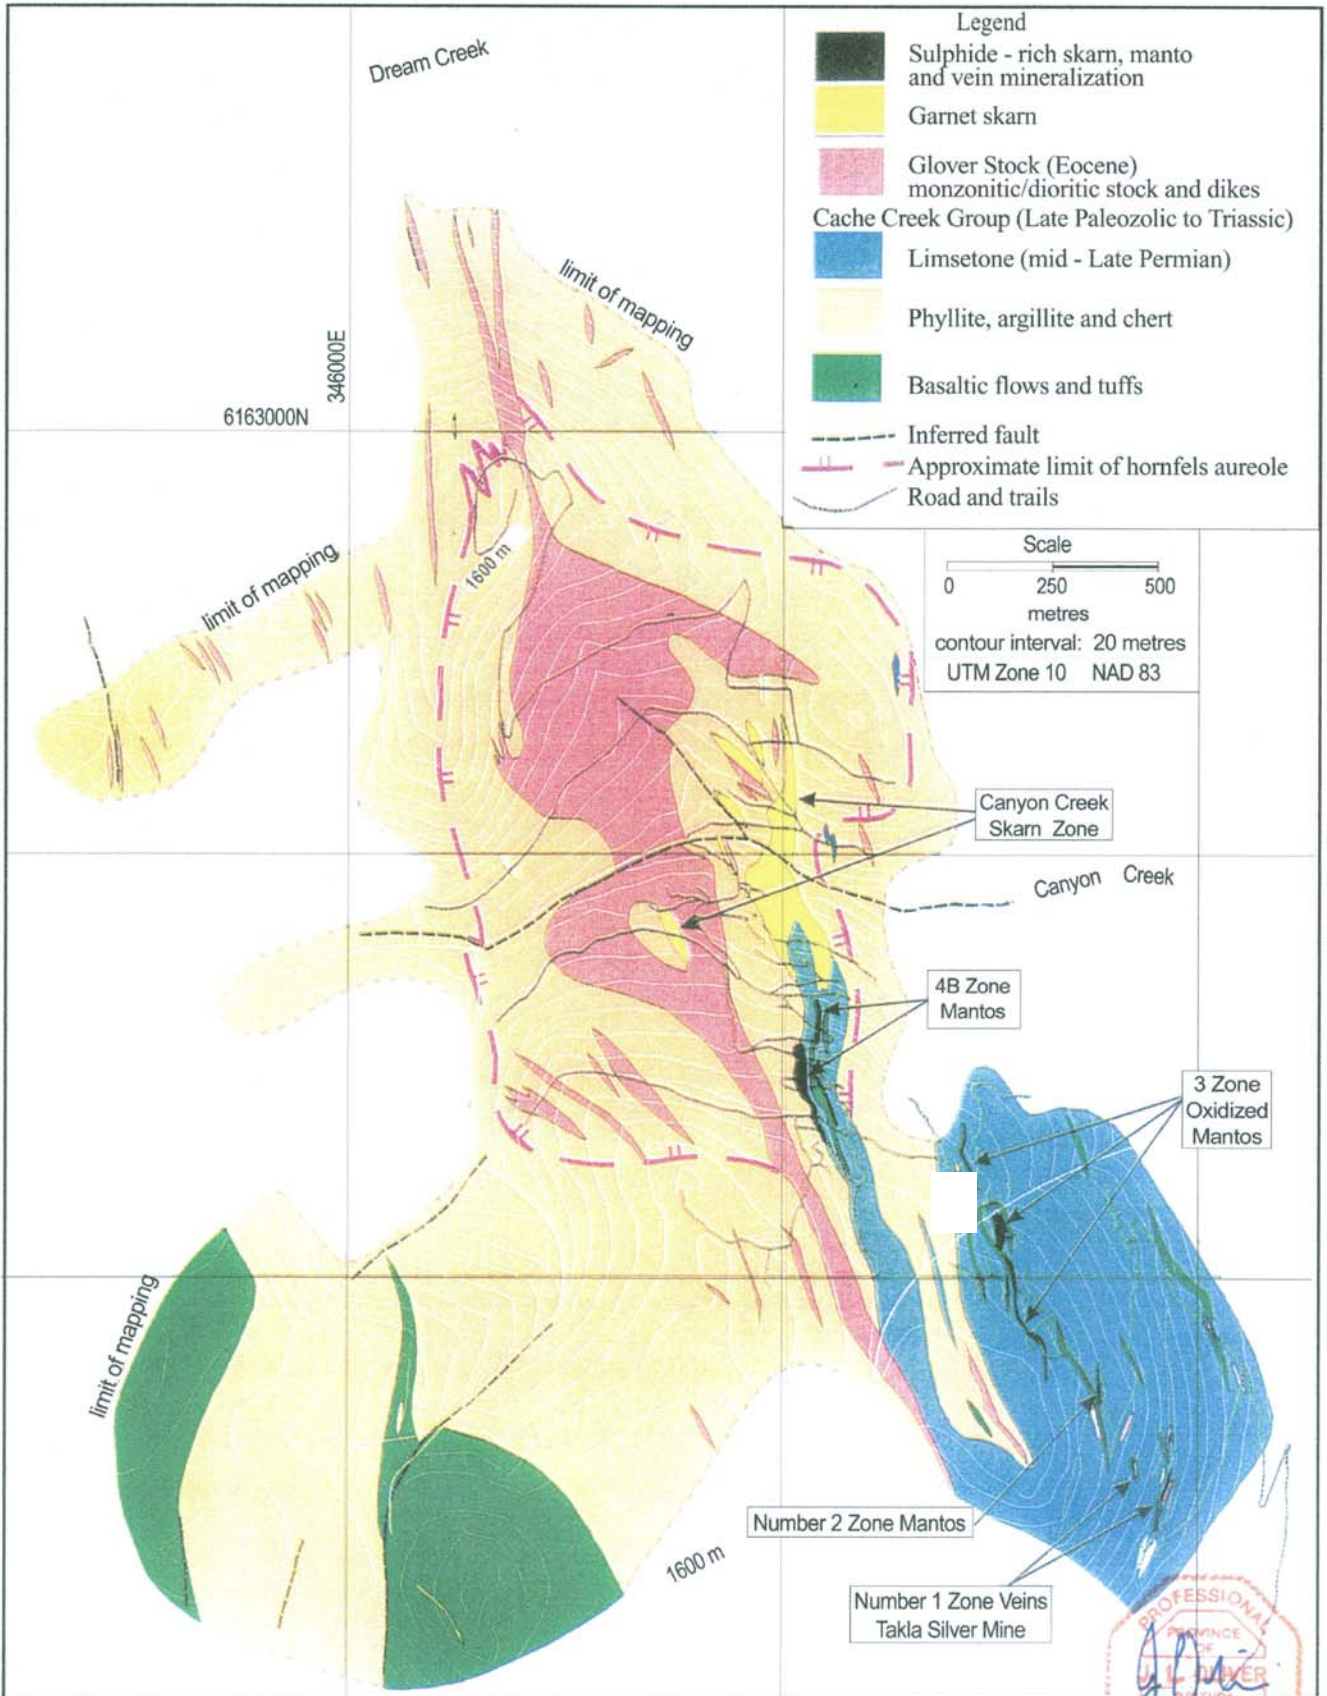 Dream Creek
Legend
Sulphide - rich skarn, manto
and vein mineralization
Garnet skarn
Glover Stock (Eocene)
monzonitic/dioritic stock and dikes
Cache Creek Group (Late Paleozolic to Triassic)
Limsetone (mid - Late Permian)
Phyllite, argillite and chert
Basaltic flows and tuffs
Inferred fault
Approximate limit of hornfels aureole
Road and trails
Scale
0 250 500
metres
contour interval: 20 metres
UTM Zone 10 NAD 83
limit of mapping
346000E
6163000N
limit of mapping
1600 m
Canyon Creek
Skarn Zone
Canyon Creek
4B Zone
Mantos
3 Zone
Oxidized
Mantos
limit of mapping
Number 2 Zone Mantos
1600 m
Number 1 Zone Veins
Takla Silver Mine
PROFESSIONAL
PROVINCE
OF
J. L. OLIVER